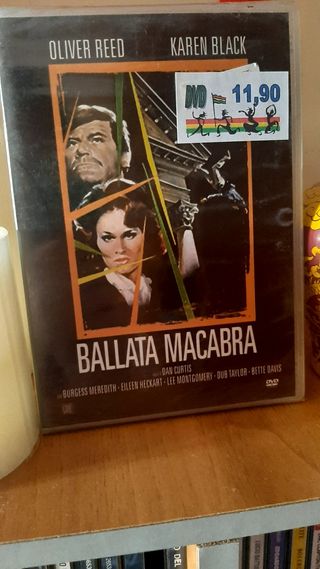 OLIVER REED KAREN BLACK
DVD 11,90
BALLATA MACABRA
DAN CURTIS
BURGESS MEREDITH · EILEEN HECKART · LEE MONTGOMERY · DUB TAYLOR · BETTE DAVIS
DVD